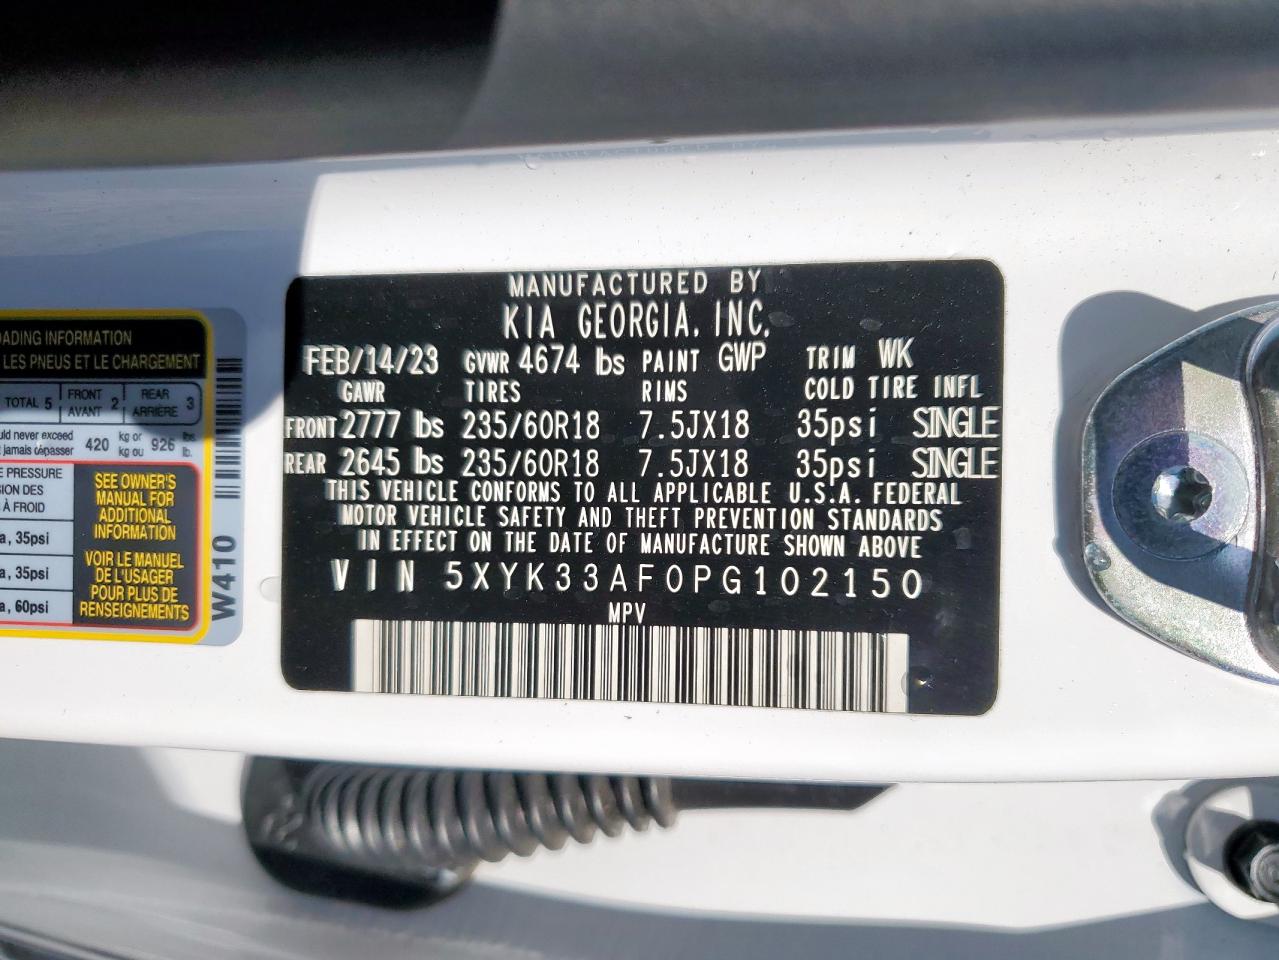 MANUFACTURED BY
KIA GEORGIA, INC.
FEB/14/23 GVWR 4674 lbs PAINT GWP TRIM WK
GAWR TIRES RIMS COLD TIRE INFL
FRONT 2777 lbs 235/60R18 7.5JX18 35psi SINGLE
REAR 2645 lbs 235/60R18 7.5JX18 35psi SINGLE
THIS VEHICLE CONFORMS TO ALL APPLICABLE U.S.A. FEDERAL
MOTOR VEHICLE SAFETY AND THEFT PREVENTION STANDARDS
IN EFFECT ON THE DATE OF MANUFACTURE SHOWN ABOVE
VIN 5XYK33AF0PG102150
MPV
OADING INFORMATION
LES PNEUS ET LE CHARGEMENT
TOTAL 5 FRONT 2 REAR 3
AVANT ARRIÈRE
uld never exceed 420 kg or 926 lbs
t jamais dépasser kg ou lb.
E PRESSURE
SION DES
À FROID
a, 35psi
a, 35psi
a, 60psi
SEE OWNER'S
MANUAL FOR
ADDITIONAL
INFORMATION
VOIR LE MANUEL
DE L'USAGER
POUR PLUS DE
RENSEIGNEMENTS
W410